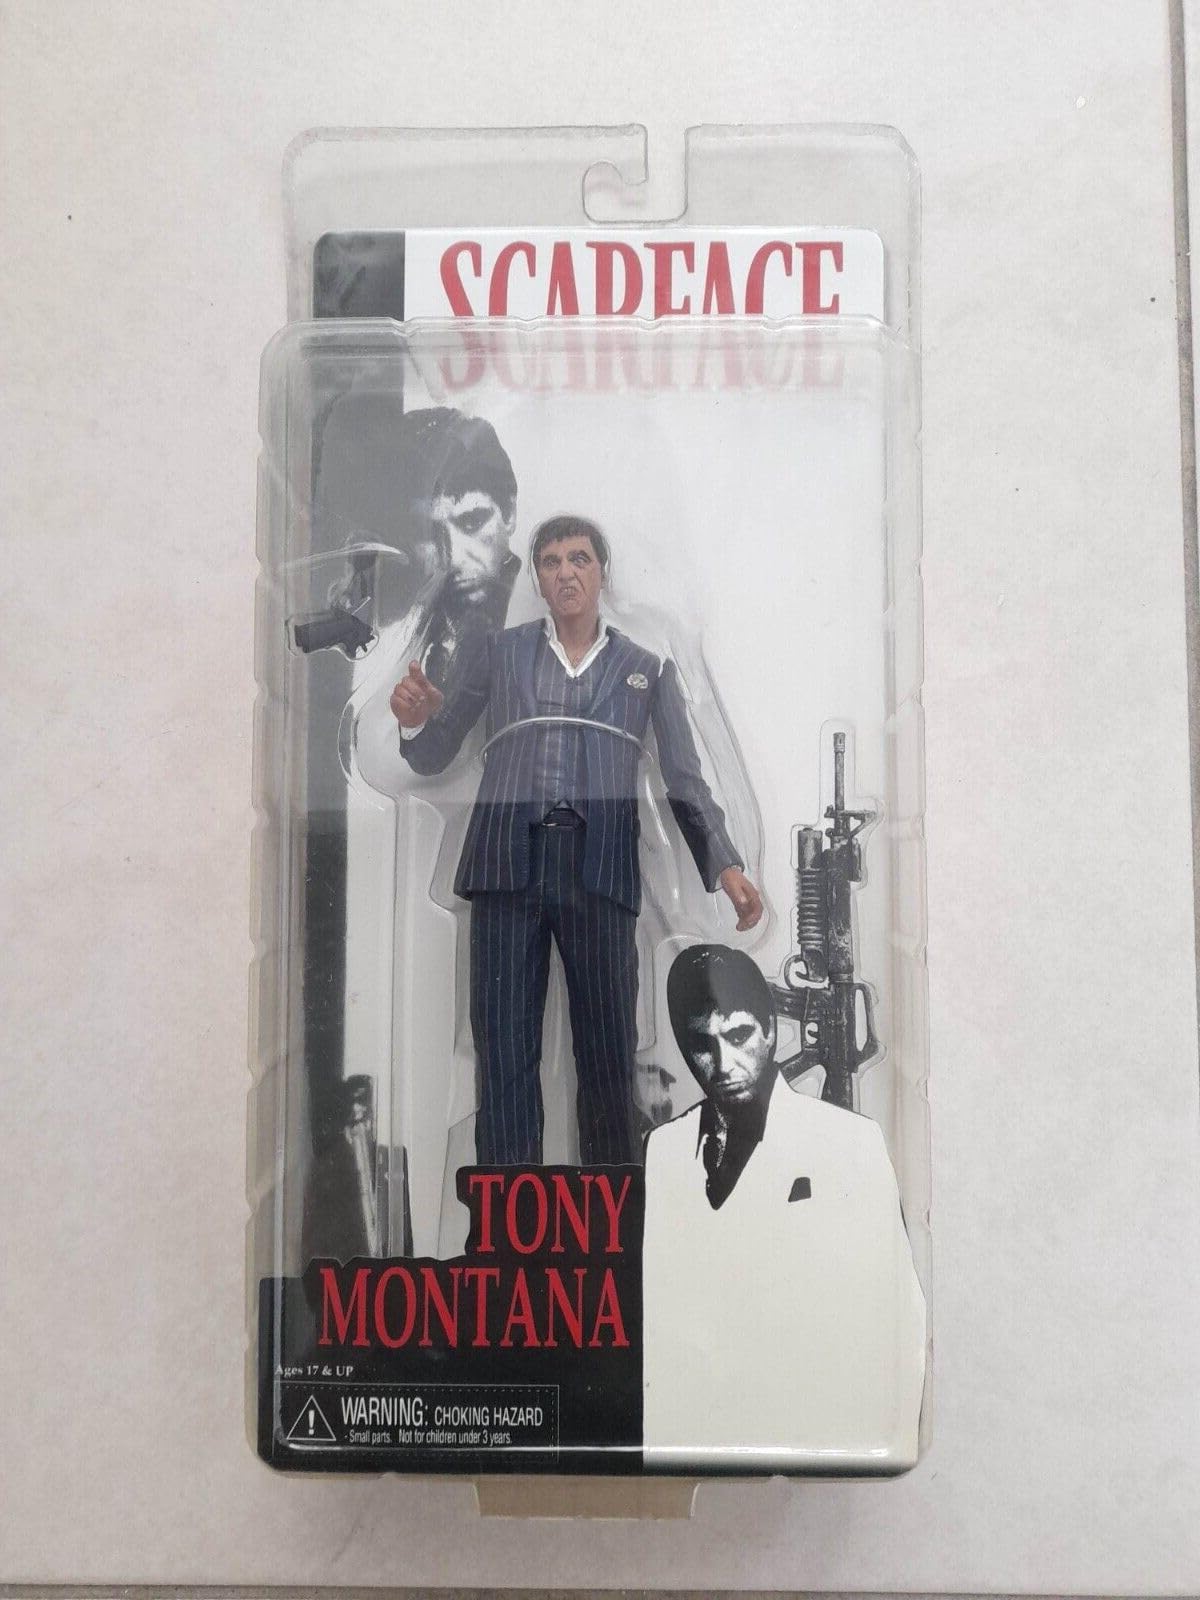 SCARFACE
TONY
MONTANA
Ages 17 & UP
WARNING: CHOKING HAZARD
- Small parts. Not for children under 3 years.